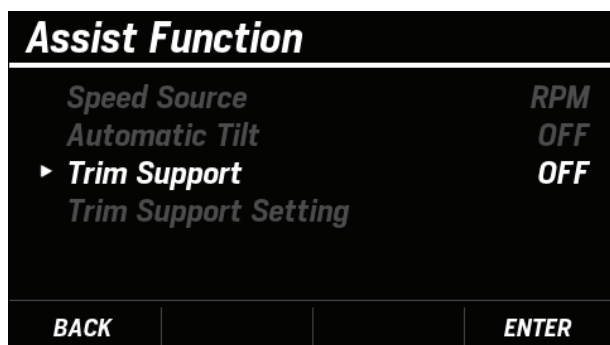 Assist Function
Speed Source RPM
Automatic Tilt OFF
Trim Support OFF
Trim Support Setting
BACK ENTER